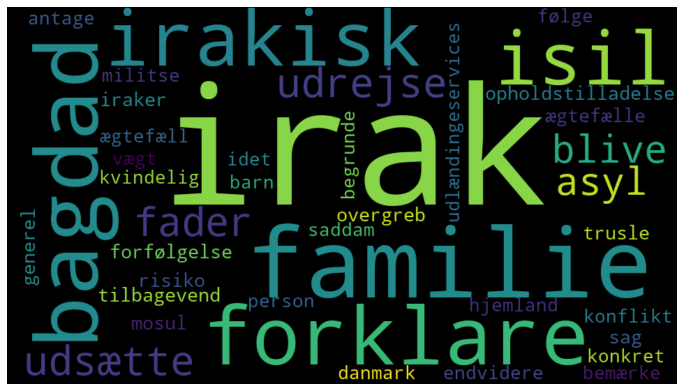 antage
irakisk
følge
isil
militse
udrejse
iraker
opholdstilladelse
bagdad
irak
udlændingeservices
ægtefælle
ægtefæll
begrunde
blive
vægt
idet
kvindelig
barn
asyl
fader
overgreb
generel
saddam
familie
trusle
forfølgelse
risiko
tilbagevend
person
hjemland
mosul
forklare
konflikt
sag
udsætte
konkret
danmark
endvidere
bemærke